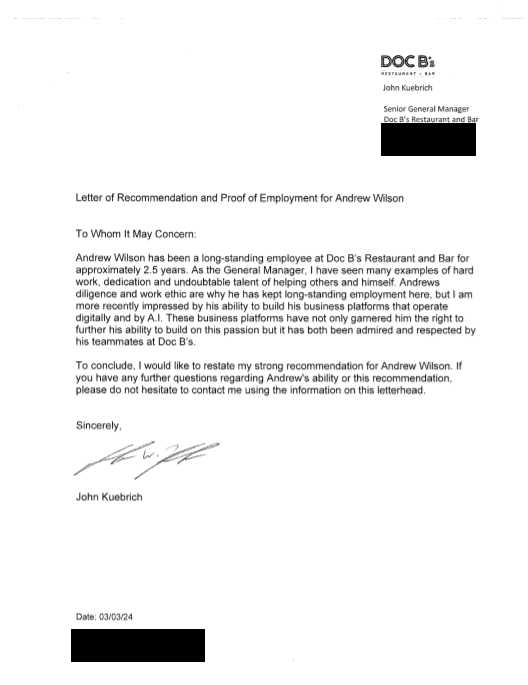 DOC B's
RESTAURANT + BAR
John Kuebrich
Senior General Manager
Doc B's Restaurant and Bar
Letter of Recommendation and Proof of Employment for Andrew Wilson
To Whom It May Concern:
Andrew Wilson has been a long-standing employee at Doc B's Restaurant and Bar for
approximately 2.5 years. As the General Manager, I have seen many examples of hard
work, dedication and undoubtable talent of helping others and himself. Andrews
diligence and work ethic are why he has kept long-standing employment here, but I am
more recently impressed by his ability to build his business platforms that operate
digitally and by A.I. These business platforms have not only garnered him the right to
further his ability to build on this passion but it has both been admired and respected by
his teammates at Doc B's.
To conclude, I would like to restate my strong recommendation for Andrew Wilson. If
you have any further questions regarding Andrew's ability or this recommendation,
please do not hesitate to contact me using the information on this letterhead.
Sincerely,
John Kuebrich
Date: 03/03/24